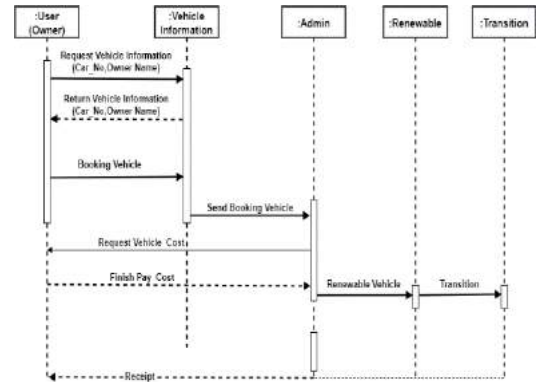 :User
(Owner)
:Vehicle
Information
:Admin
:Renewable
:Transition
Request Vehicle Information
(Car_No,Owner Name)
Return Vehicle Information
(Car_No,Owner Name)
Booking Vehicle
Send Booking Vehicle
Request Vehicle Cost
Finish Pay Cost
Renewable Vehicle
Transition
Receipt